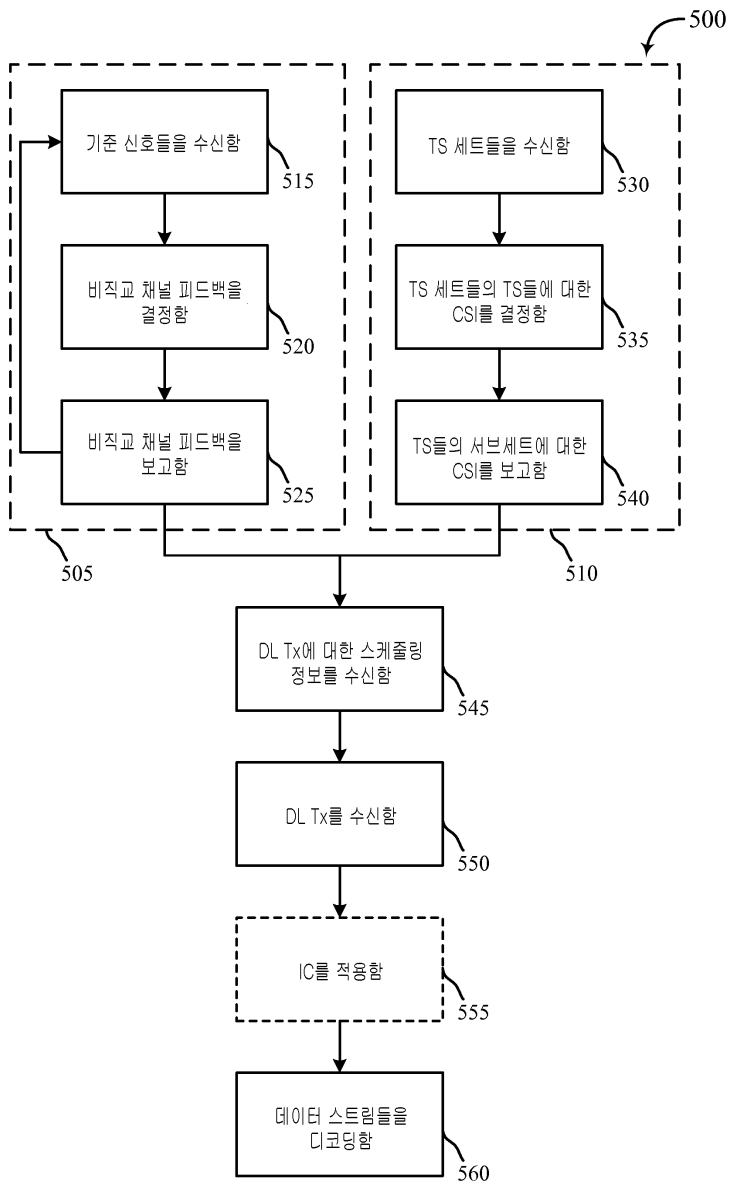 500
기준 신호들을 수신함
515
비직교 채널 피드백을
결정함
520
비직교 채널 피드백을
보고함
525
505
TS 세트들을 수신함
530
TS 세트들의 TS들에 대한
CSI를 결정함
535
TS들의 서브세트에 대한
CSI를 보고함
540
510
DL Tx에 대한 스케줄링
정보를 수신함
545
DL Tx를 수신함
550
IC를 적용함
555
데이터 스트림들을
디코딩함
560